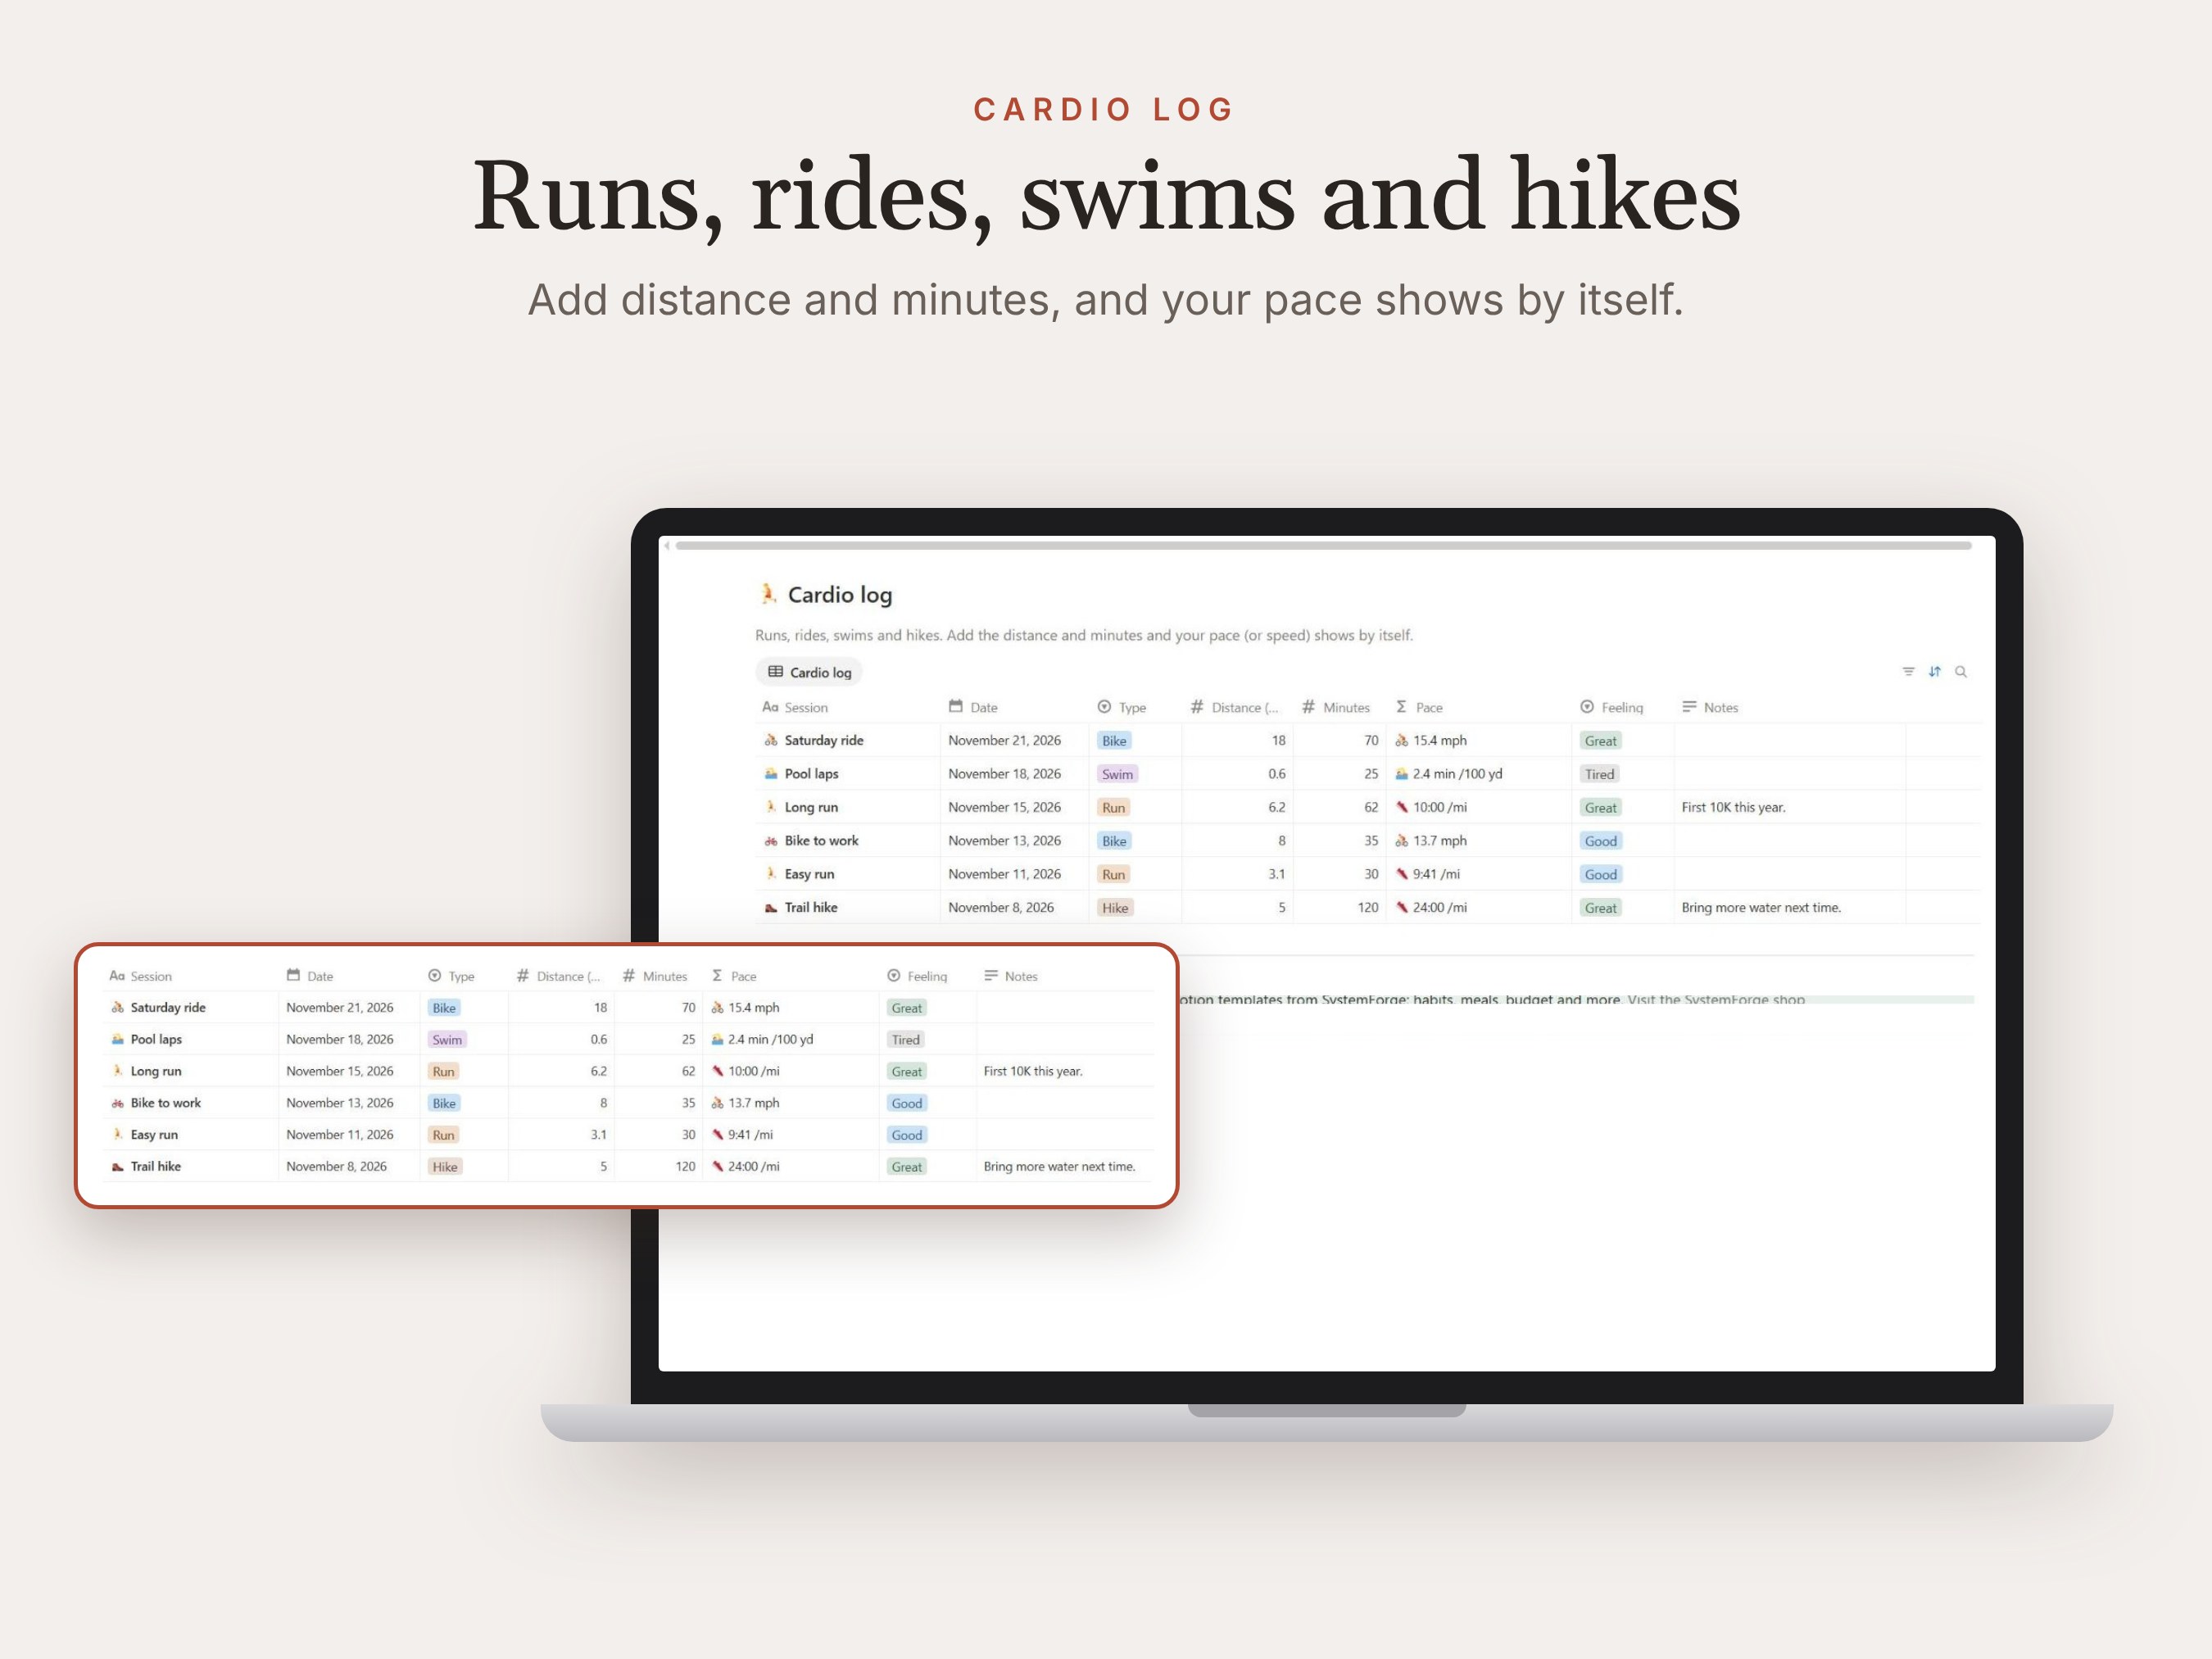 CARDIO LOG
Runs, rides, swims and hikes
Add distance and minutes, and your pace shows by itself.
Cardio log
Runs, rides, swims and hikes. Add the distance and minutes and your pace (or speed) shows by itself.
Cardio log
Aa Session Date Type # Distance (... # Minutes Σ Pace Feeling Notes
Saturday ride November 21, 2026 Bike 18 70 15.4 mph Great
Pool laps November 18, 2026 Swim 0.6 25 2.4 min /100 yd Tired
Long run November 15, 2026 Run 6.2 62 10:00 /mi Great First 10K this year.
Bike to work November 13, 2026 Bike 8 35 13.7 mph Good
Easy run November 11, 2026 Run 3.1 30 9:41 /mi Good
Trail hike November 8, 2026 Hike 5 120 24:00 /mi Great Bring more water next time.
templates from SystemForge: habits, meals, budget and more. Visit the SystemForge shop
Aa Session Date Type # Distance (... # Minutes Σ Pace Feeling Notes
Saturday ride November 21, 2026 Bike 18 70 15.4 mph Great
Pool laps November 18, 2026 Swim 0.6 25 2.4 min /100 yd Tired
Long run November 15, 2026 Run 6.2 62 10:00 /mi Great First 10K this year.
Bike to work November 13, 2026 Bike 8 35 13.7 mph Good
Easy run November 11, 2026 Run 3.1 30 9:41 /mi Good
Trail hike November 8, 2026 Hike 5 120 24:00 /mi Great Bring more water next time.